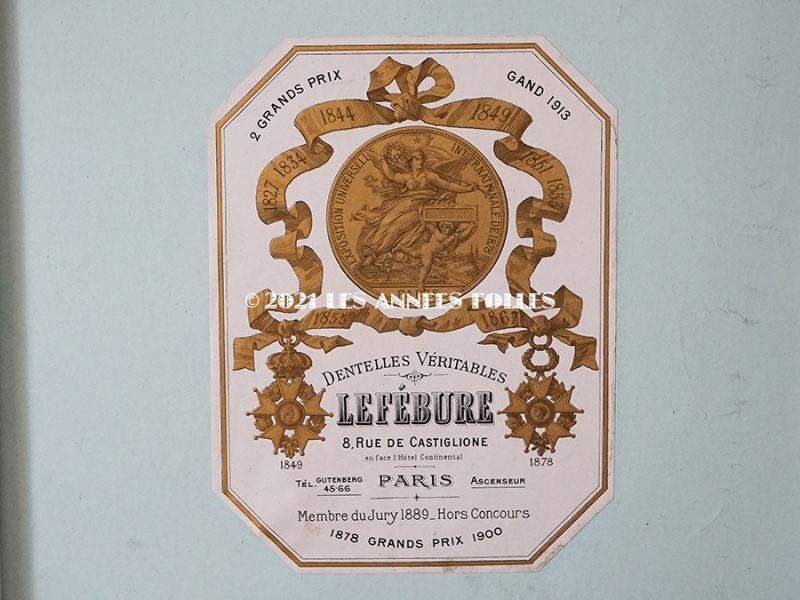 2 GRANDS PRIX
GAND 1913
1827 1834 1844 1849 1851 1853
EXPOSITION UNIVERSELLE INTERNATIONALE DE 1878
© 2021 LES ANNÉES FOLLES
1855 1867
DENTELLES VÉRITABLES
LEFÉBURE
8, RUE DE CASTIGLIONE
en face l'Hôtel Continental
1849
1878
TÉL. GUTENBERG 45-66
PARIS
ASCENSEUR
Membre du Jury 1889_Hors Concours
1878 GRANDS PRIX 1900